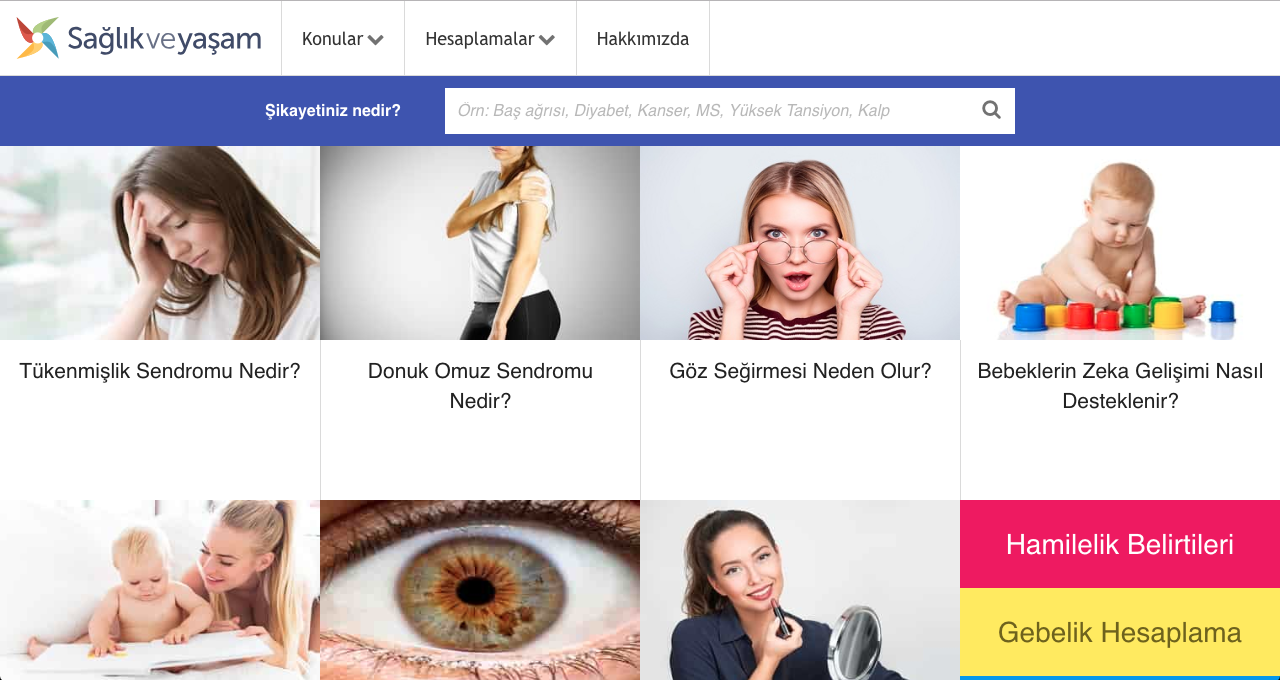 Sağlıkveyaşam
Konular
Hesaplamalar
Hakkımızda
Şikayetiniz nedir?
Örn: Baş ağrısı, Diyabet, Kanser, MS, Yüksek Tansiyon, Kalp
Tükenmişlik Sendromu Nedir?
Donuk Omuz Sendromu
Nedir?
Göz Seğirmesi Neden Olur?
Bebeklerin Zeka Gelişimi Nasıl
Desteklenir?
Hamilelik Belirtileri
Gebelik Hesaplama